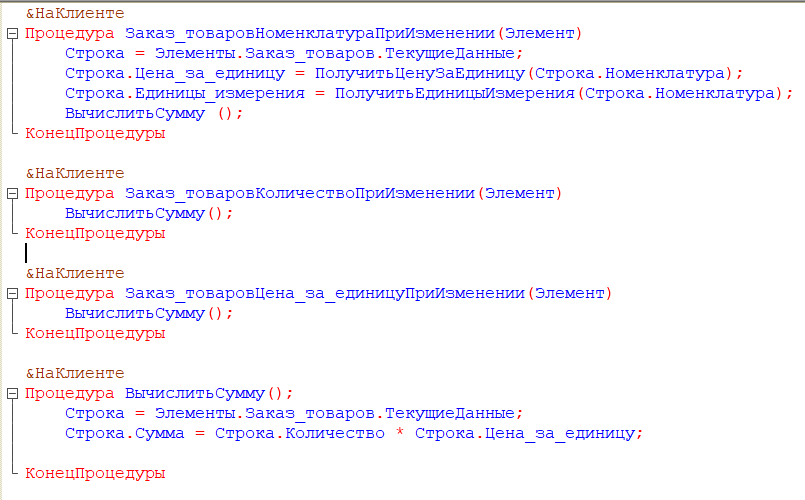 &НаКлиенте
Процедура Заказ_товаровНоменклатураПриИзменении(Элемент)
Строка = Элементы.Заказ_товаров.ТекущиеДанные;
Строка.Цена_за_единицу = ПолучитьЦенуЗаЕдиницу(Строка.Номенклатура);
Строка.Единицы_измерения = ПолучитьЕдиницыИзмерения(Строка.Номенклатура);
ВычислитьСумму ();
КонецПроцедуры
&НаКлиенте
Процедура Заказ_товаровКоличествоПриИзменении(Элемент)
ВычислитьСумму();
КонецПроцедуры
&НаКлиенте
Процедура Заказ_товаровЦена_за_единицуПриИзменении(Элемент)
ВычислитьСумму();
КонецПроцедуры
&НаКлиенте
Процедура ВычислитьСумму();
Строка = Элементы.Заказ_товаров.ТекущиеДанные;
Строка.Сумма = Строка.Количество * Строка.Цена_за_единицу;
КонецПроцедуры